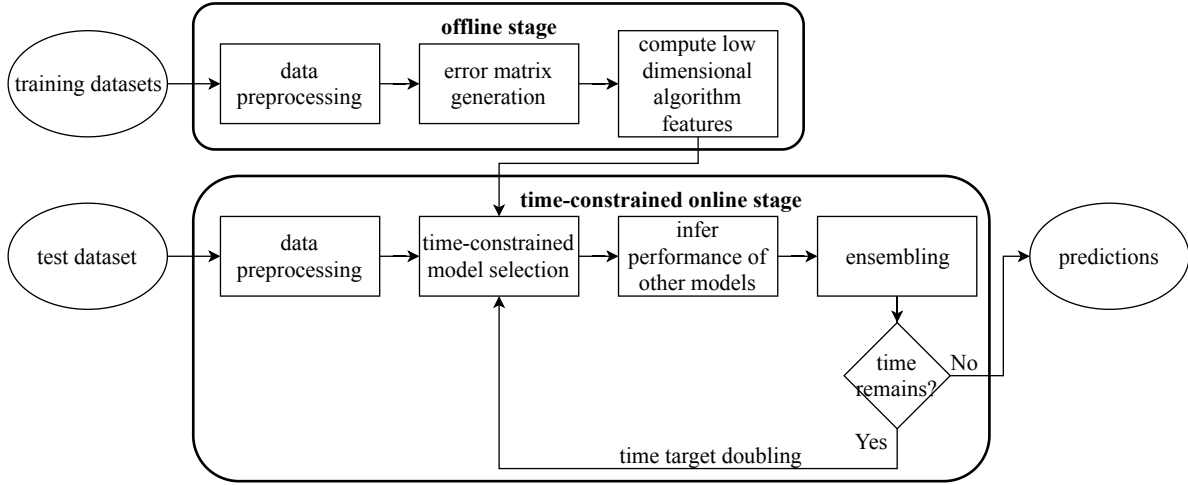 offline stage
training datasets
data
preprocessing
error matrix
generation
compute low
dimensional
algorithm
features
time-constrained online stage
test dataset
data
preprocessing
time-constrained
model selection
infer
performance of
other models
ensembling
predictions
time
remains?
No
Yes
time target doubling